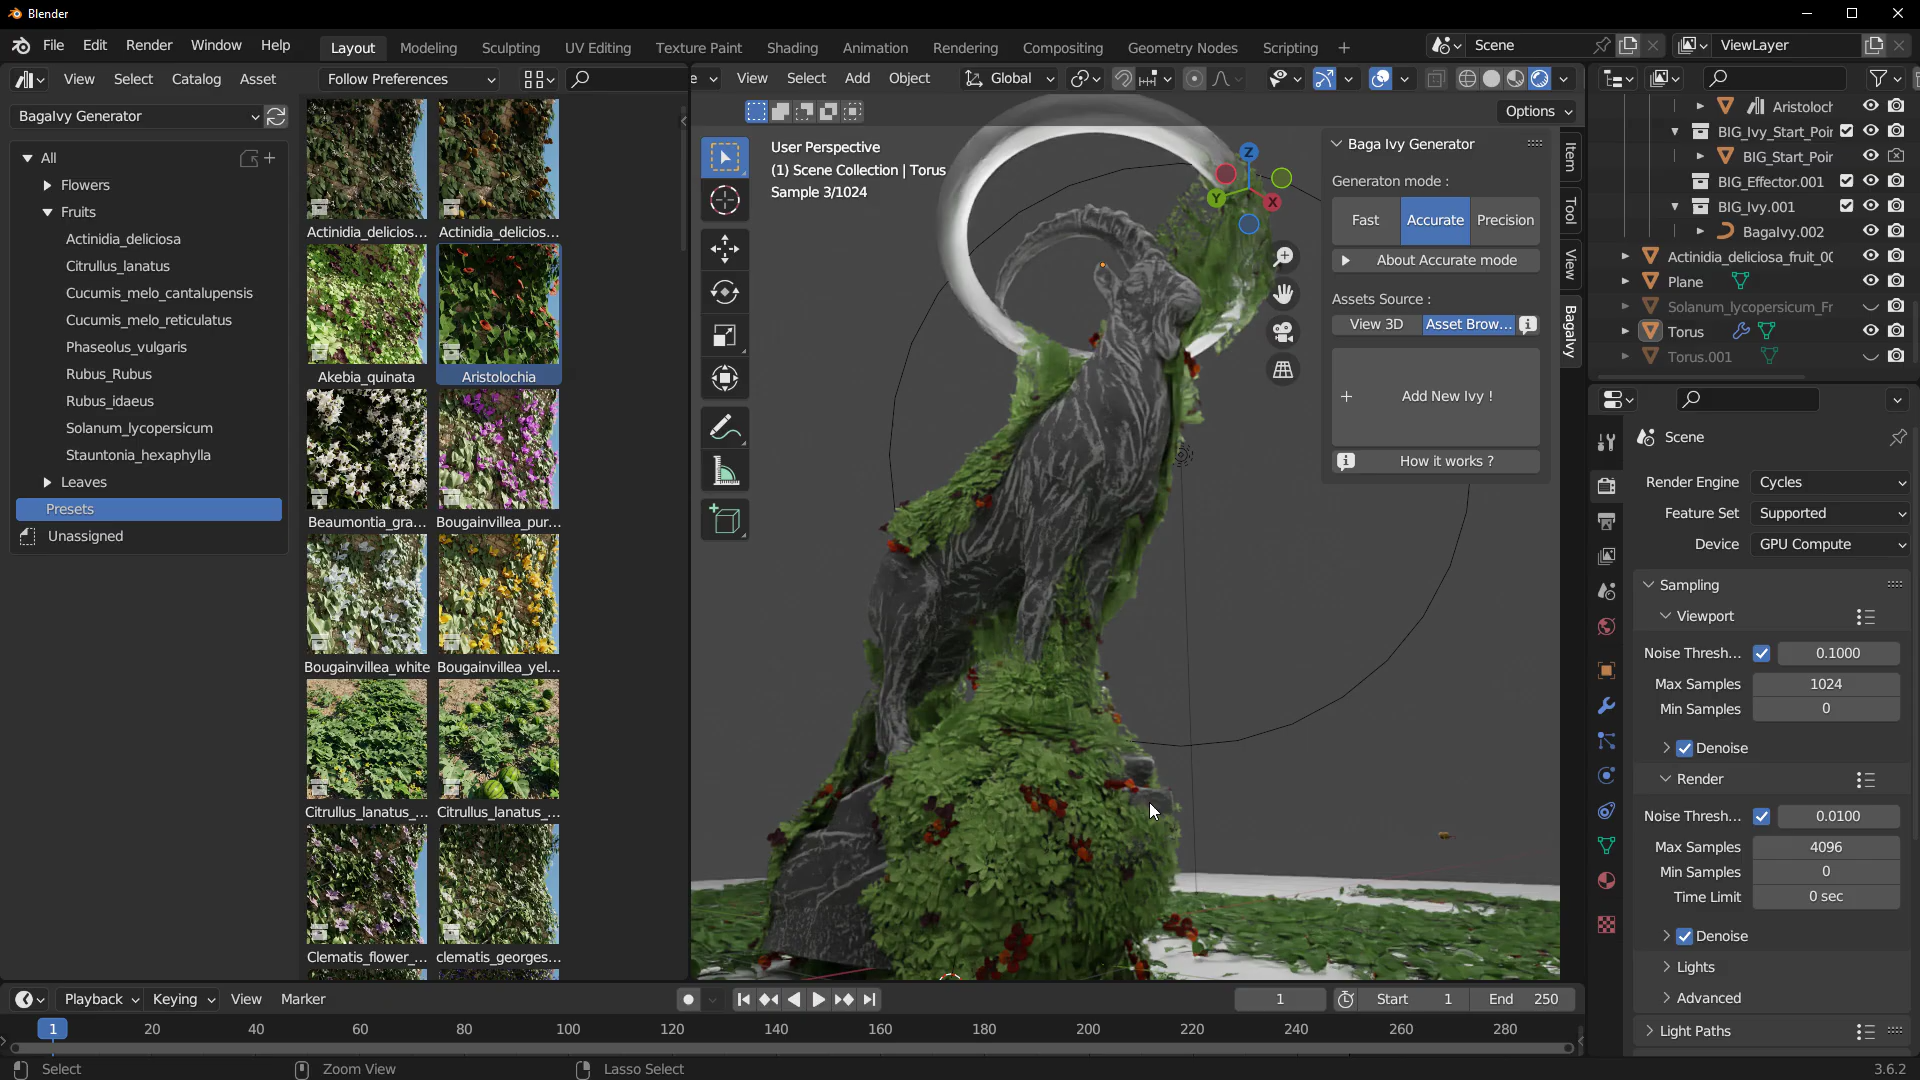 Blender
File Edit Render Window Help
Layout Modeling Sculpting UV Editing Texture Paint Shading Animation Rendering Compositing Geometry Nodes Scripting +
Scene
ViewLayer
View Select Catalog Asset
Follow Preferences
e View Select Add Object
Global
Options
BagaIvy Generator
All
Flowers
Fruits
Actinidia_deliciosa
Citrullus_lanatus
Cucumis_melo_cantalupensis
Cucumis_melo_reticulatus
Phaseolus_vulgaris
Rubus_Rubus
Rubus_idaeus
Solanum_lycopersicum
Stauntonia_hexaphylla
Leaves
Presets
Unassigned
Actinidia_delicios... Actinidia_delicios...
Akebia_quinata Aristolochia
Beaumontia_gra... Bougainvillea_pur...
Bougainvillea_white Bougainvillea_yel...
Citrullus_lanatus_... Citrullus_lanatus_...
Clematis_flower_... clematis_georges...
User Perspective
(1) Scene Collection | Torus
Sample 3/1024
Z
Y
X
Baga Ivy Generator
Generaton mode :
Fast Accurate Precision
About Accurate mode
Assets Source :
View 3D Asset Brow...
+ Add New Ivy !
How it works ?
Item
Tool
View
BagaIvy
Aristoloch
BIG_Ivy_Start_Poir
BIG_Start_Poir
BIG_Effector.001
BIG_Ivy.001
BagaIvy.002
Actinidia_deliciosa_fruit_0(
Plane
Solanum_lycopersicum_Fr
Torus
Torus.001
Scene
Render Engine Cycles
Feature Set Supported
Device GPU Compute
Sampling
Viewport
Noise Thresh... 0.1000
Max Samples 1024
Min Samples 0
Denoise
Render
Noise Thresh... 0.0100
Max Samples 4096
Min Samples 0
Time Limit 0 sec
Denoise
Lights
Advanced
Light Paths
Playback Keying View Marker
1 Start 1 End 250
1 20 40 60 80 100 120 140 160 180 200 220 240 260 280
Select Zoom View Lasso Select 3.6.2